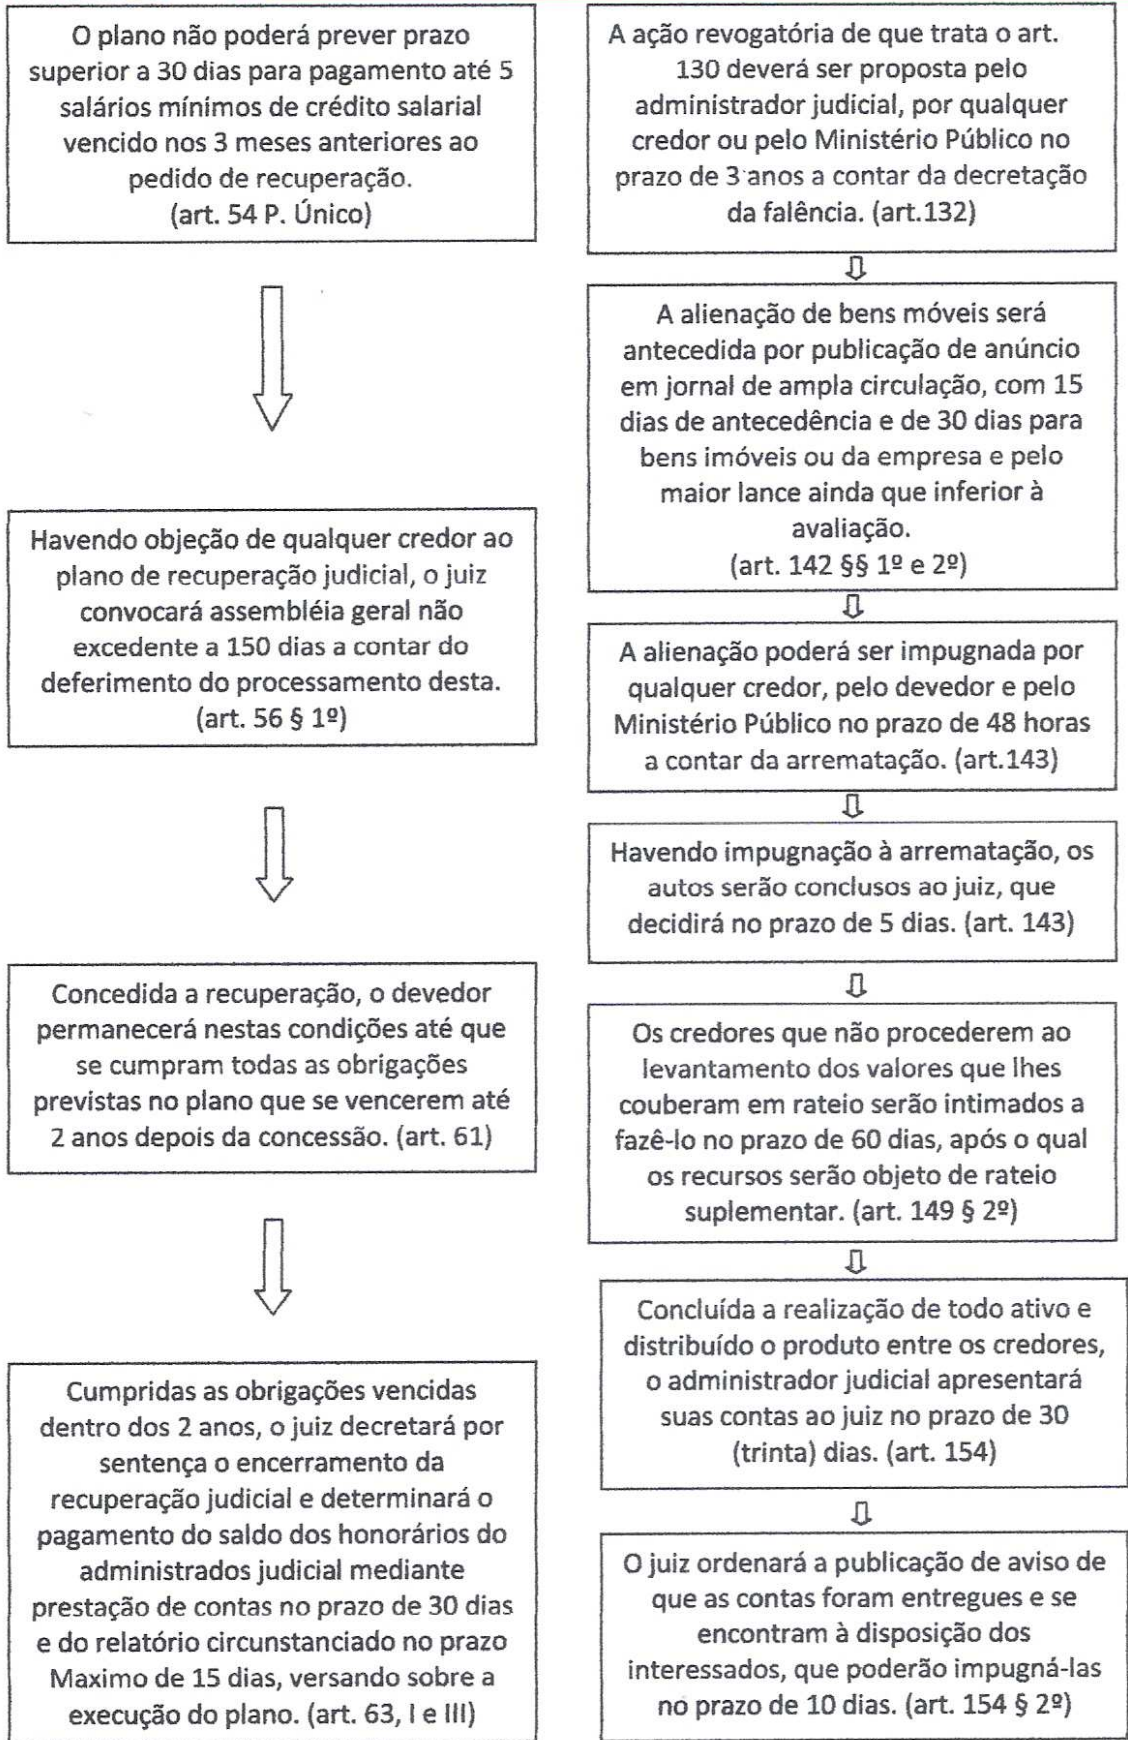 O plano não poderá prever prazo
superior a 30 dias para pagamento até 5
salários mínimos de crédito salarial
vencido nos 3 meses anteriores ao
pedido de recuperação.
(art. 54 P. Único)
Havendo objeção de qualquer credor ao
plano de recuperação judicial, o juiz
convocará assembléia geral não
excedente a 150 dias a contar do
deferimento do processamento desta.
(art. 56 § 1º)
Concedida a recuperação, o devedor
permanecerá nestas condições até que
se cumpram todas as obrigações
previstas no plano que se vencerem até
2 anos depois da concessão. (art. 61)
Cumpridas as obrigações vencidas
dentro dos 2 anos, o juiz decretará por
sentença o encerramento da
recuperação judicial e determinará o
pagamento do saldo dos honorários do
administrados judicial mediante
prestação de contas no prazo de 30 dias
e do relatório circunstanciado no prazo
Maximo de 15 dias, versando sobre a
execução do plano. (art. 63, I e III)
A ação revogatória de que trata o art.
130 deverá ser proposta pelo
administrador judicial, por qualquer
credor ou pelo Ministério Público no
prazo de 3 anos a contar da decretação
da falência. (art.132)
A alienação de bens móveis será
antecedida por publicação de anúncio
em jornal de ampla circulação, com 15
dias de antecedência e de 30 dias para
bens imóveis ou da empresa e pelo
maior lance ainda que inferior à
avaliação.
(art. 142 §§ 1º e 2º)
A alienação poderá ser impugnada por
qualquer credor, pelo devedor e pelo
Ministério Público no prazo de 48 horas
a contar da arrematação. (art.143)
Havendo impugnação à arrematação, os
autos serão conclusos ao juiz, que
decidirá no prazo de 5 dias. (art. 143)
Os credores que não procederem ao
levantamento dos valores que lhes
couberam em rateio serão intimados a
fazê-lo no prazo de 60 dias, após o qual
os recursos serão objeto de rateio
suplementar. (art. 149 § 2º)
Concluída a realização de todo ativo e
distribuído o produto entre os credores,
o administrador judicial apresentará
suas contas ao juiz no prazo de 30
(trinta) dias. (art. 154)
O juiz ordenará a publicação de aviso de
que as contas foram entregues e se
encontram à disposição dos
interessados, que poderão impugná-las
no prazo de 10 dias. (art. 154 § 2º)